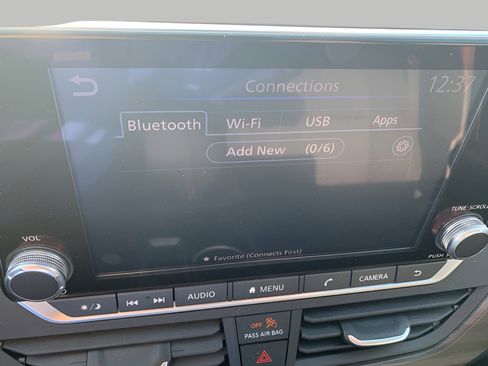 Connections
12:37
Bluetooth Wi-Fi USB Apps
Add New (0/6)
★ Favorite (Connects First)
VOL
TUNE-SCROLL
PUSH
AUDIO MENU CAMERA
OFF
PASS AIR BAG